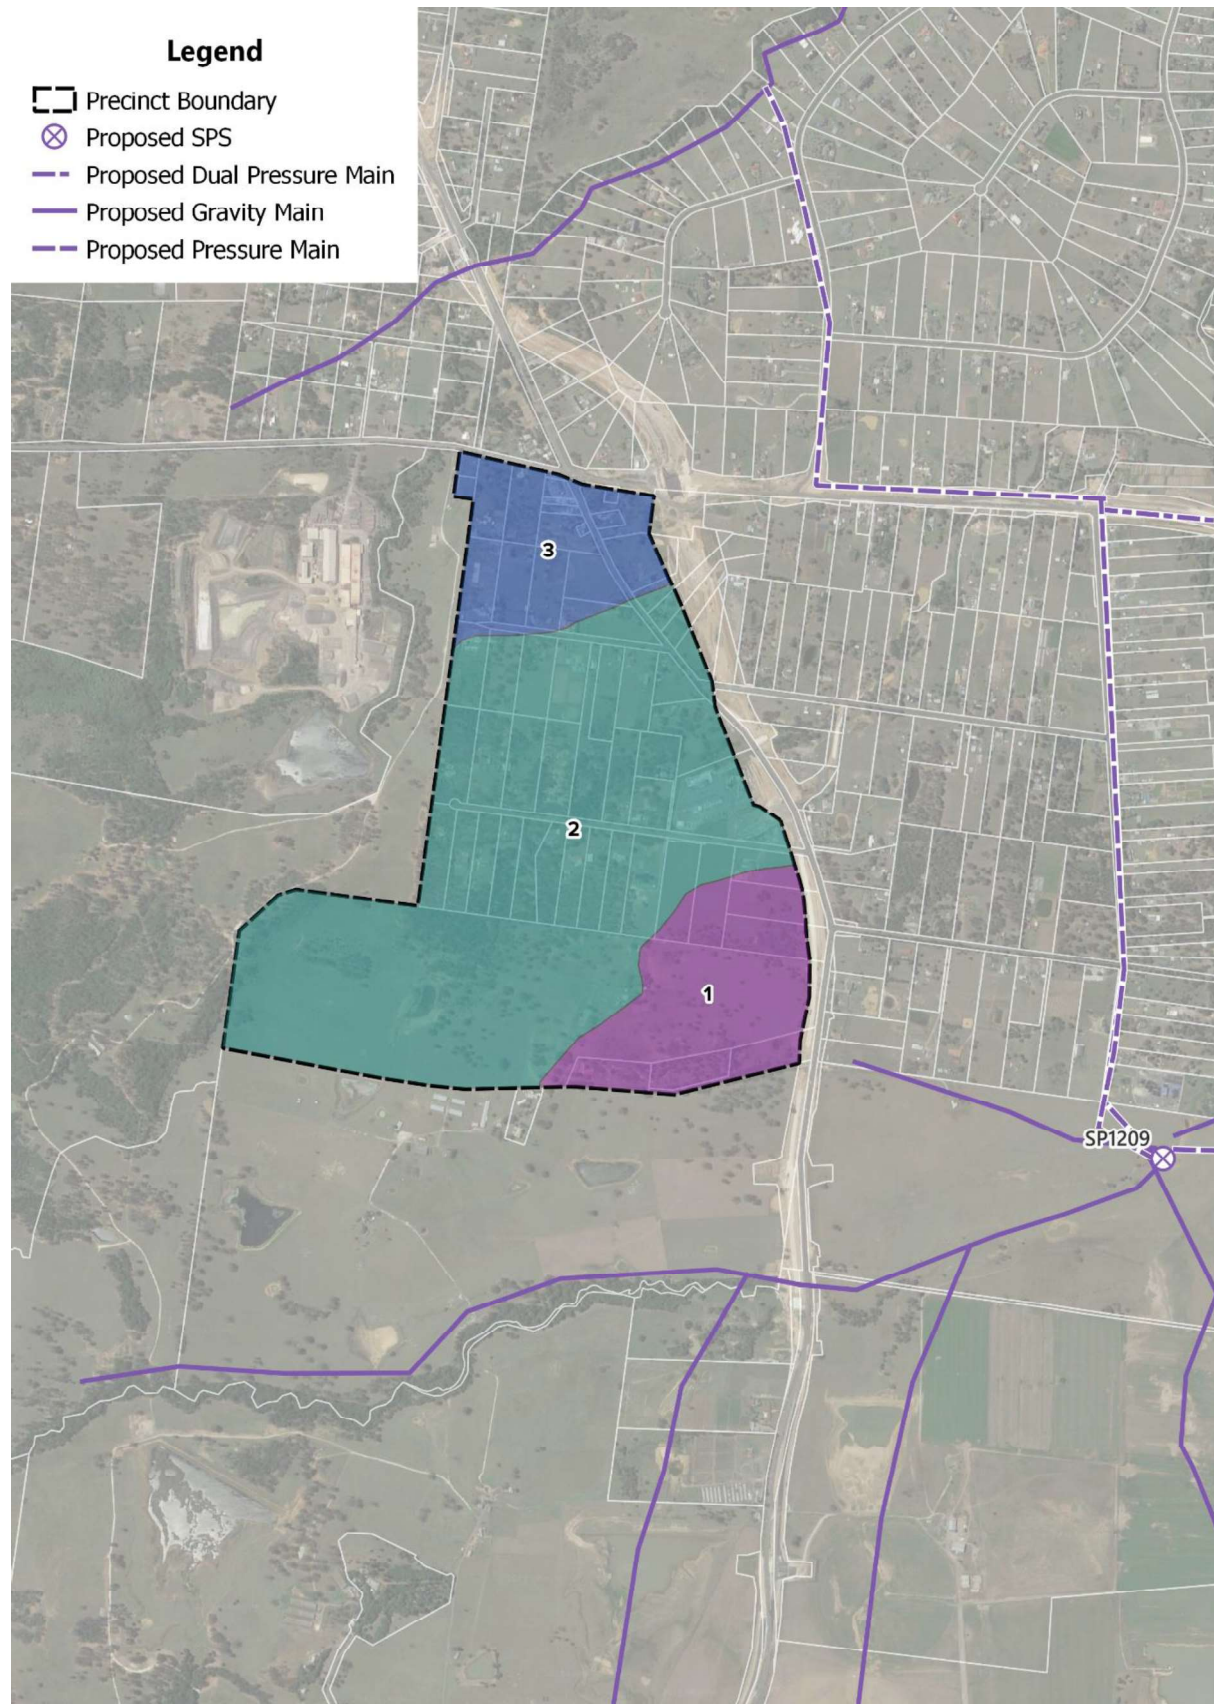 Legend
Precinct Boundary
Proposed SPS
Proposed Dual Pressure Main
Proposed Gravity Main
Proposed Pressure Main
3
2
1
SP1209